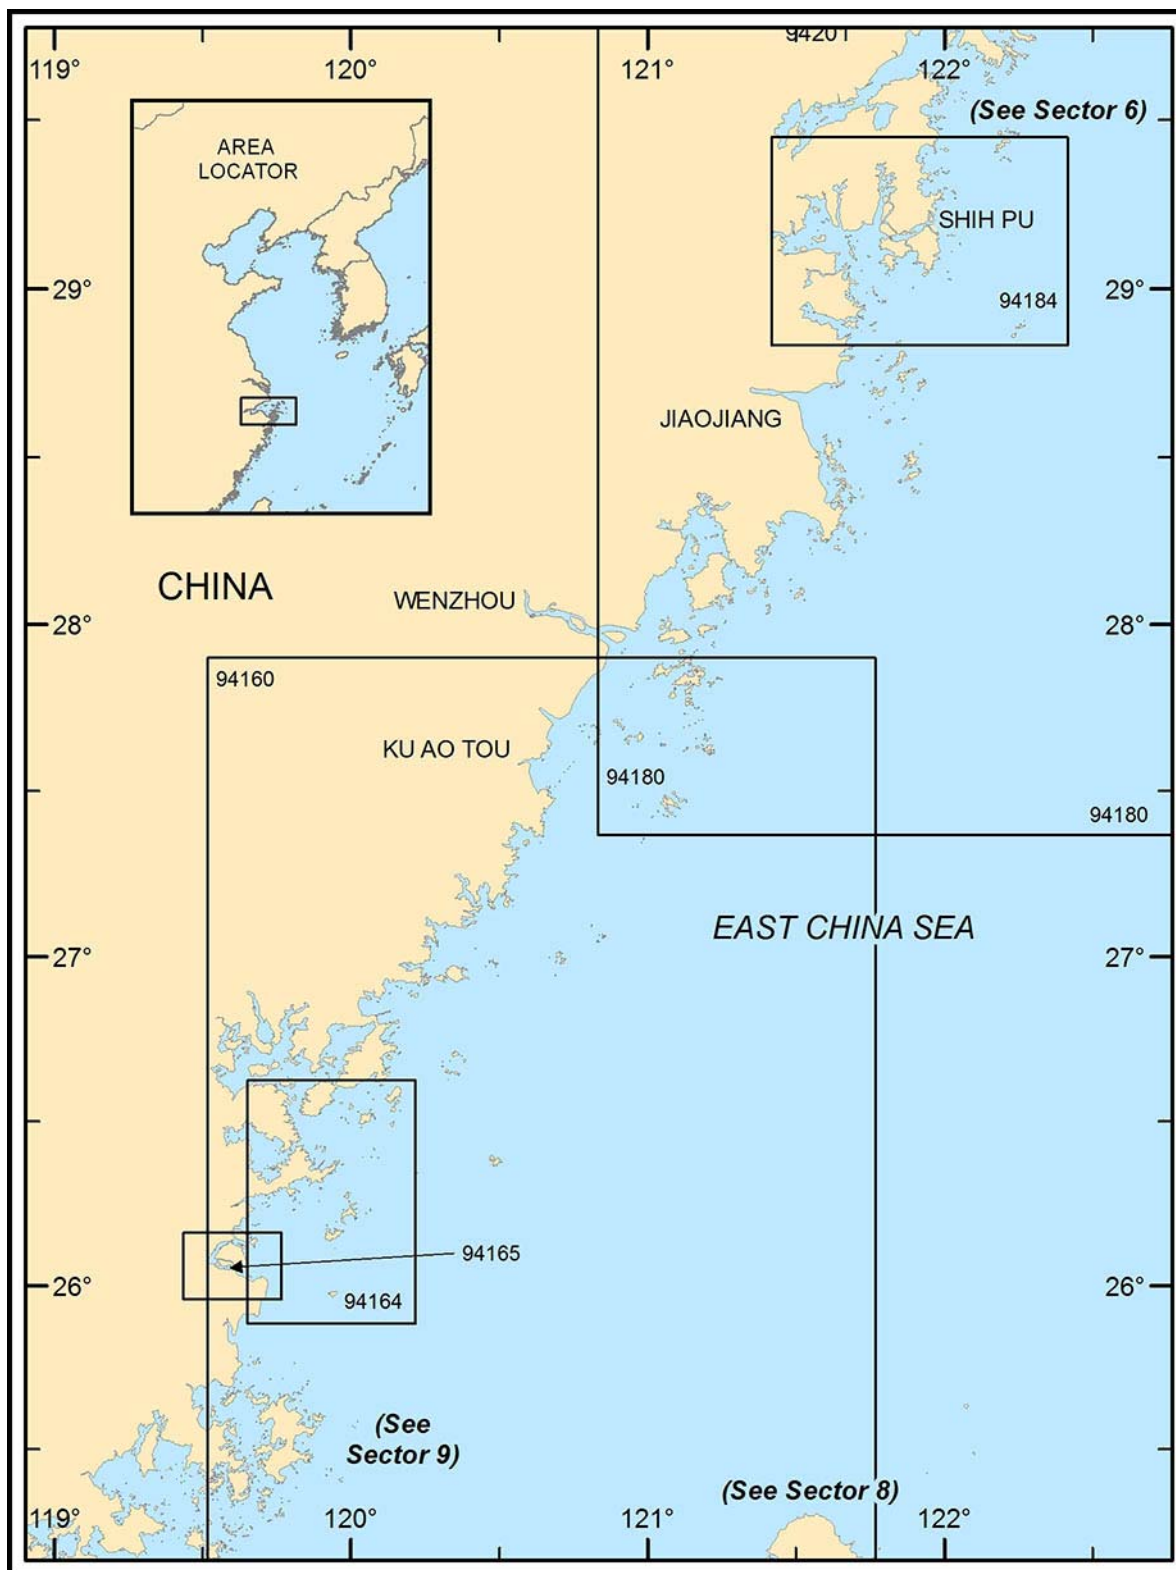 94201
119°
120°
121°
122°
(See Sector 6)
AREA
LOCATOR
SHIH PU
29°
94184
29°
JIAOJIANG
CHINA
WENZHOU
28°
28°
94160
KU AO TOU
94180
94180
EAST CHINA SEA
27°
27°
94165
26°
94164
26°
(See
Sector 9)
(See Sector 8)
119°
120°
121°
122°